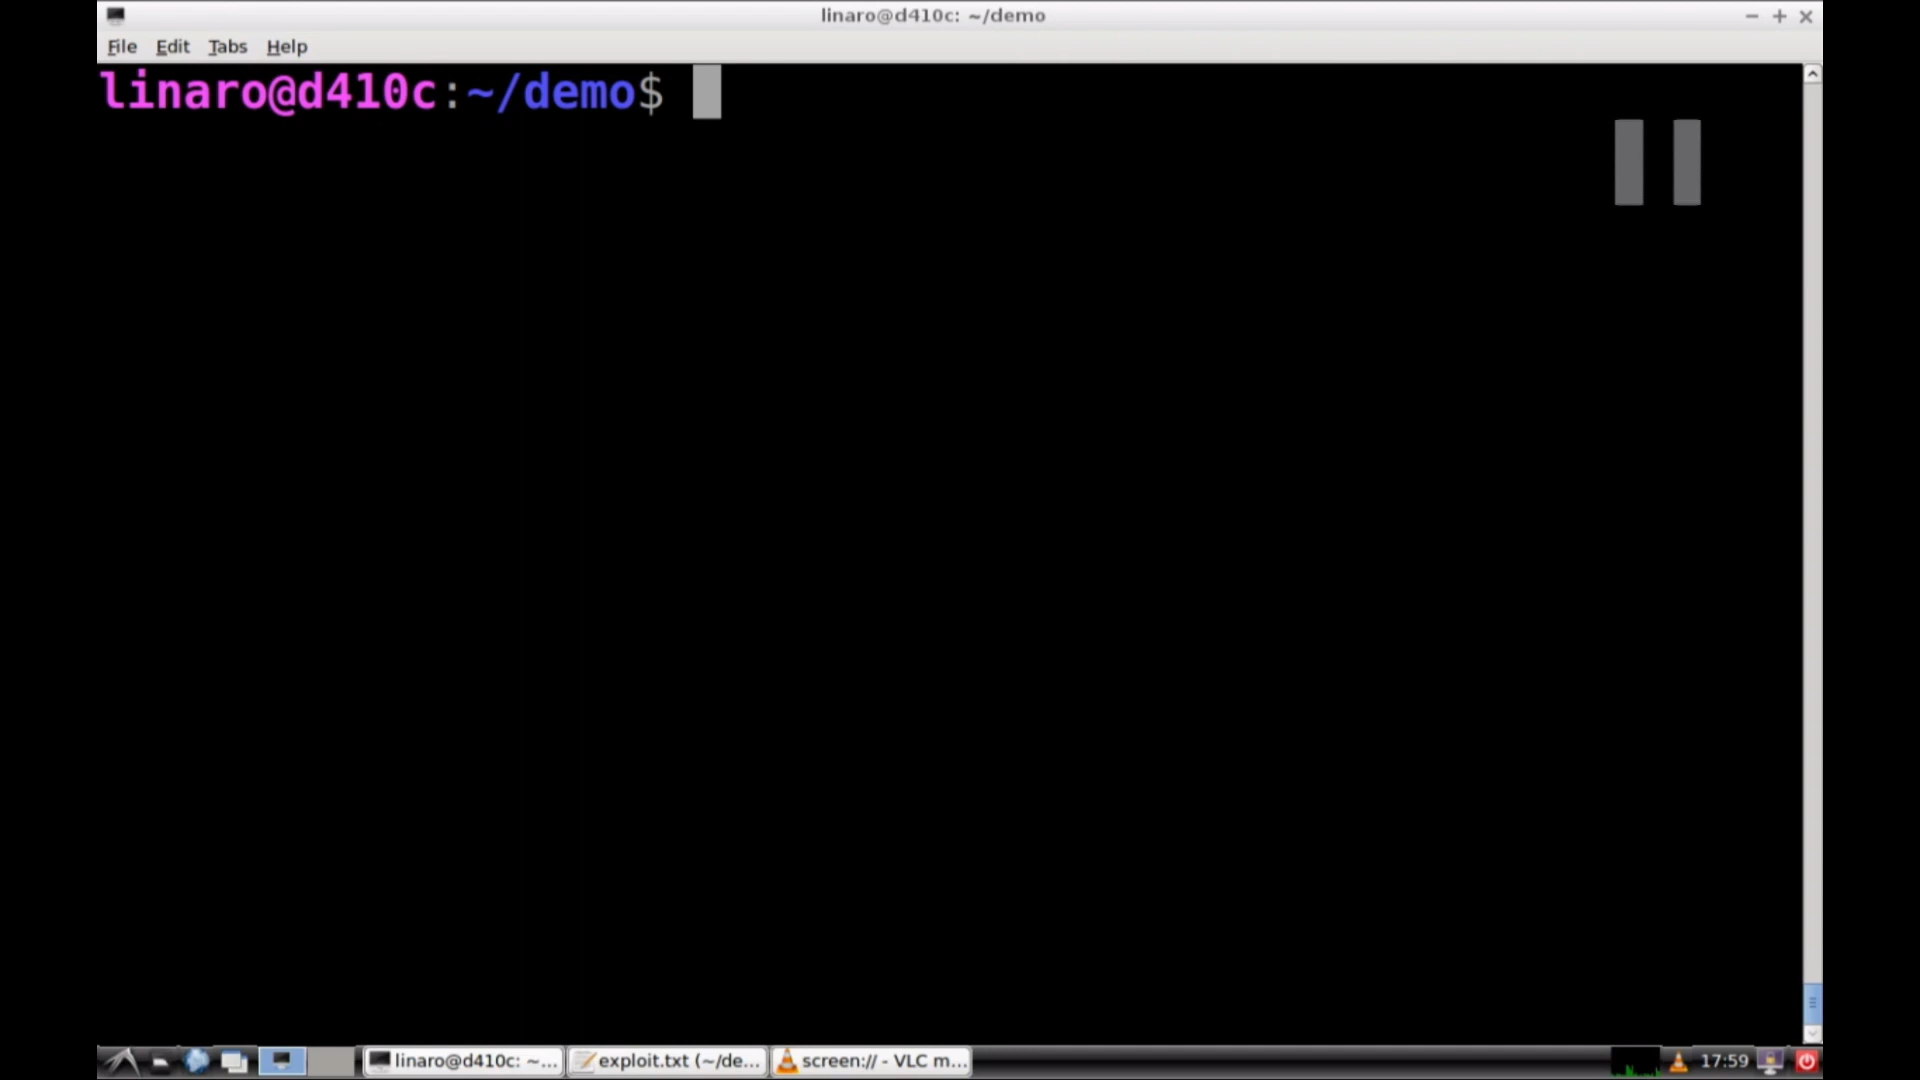 linaro@d410c: ~/demo
File Edit Tabs Help
linaro@d410c:~/demo$
linaro@d410c: ~... exploit.txt (~/de... screen:// - VLC m... 17:59